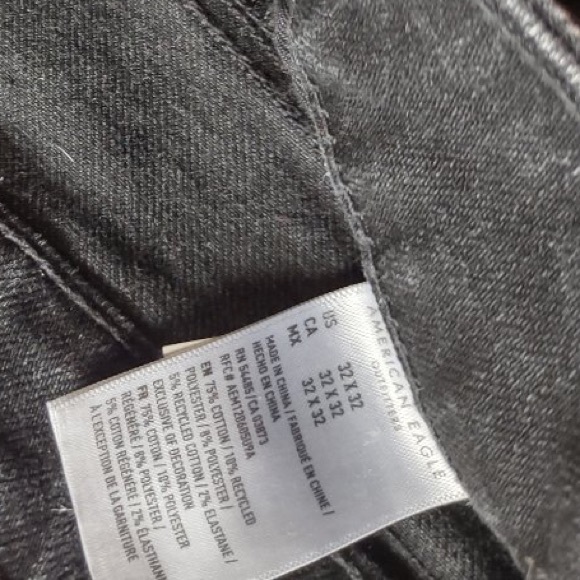 AMERICAN EAGLE
OUTFITTERS
US 32 X 32
CA 32 X 32
MX 32 X 32
MADE IN CHINA / FABRIQUÉ EN CHINE /
HECHO EN CHINA
RN 54485/CA 03873
RFC# AEM120605U9A
EN 75% COTTON / 10% RECYCLED
POLYESTER / 8% POLYESTER /
5% RECYCLED COTTON / 2% ELASTANE /
EXCLUSIVE OF DECORATION
FR 75% COTON / 10% POLYESTER
RÉGÉNÉRÉ / 8% POLYESTER /
5% COTON RÉGÉNÉRÉ / 2% ÉLASTHANNE
À L'EXCEPTION DE LA GARNITURE